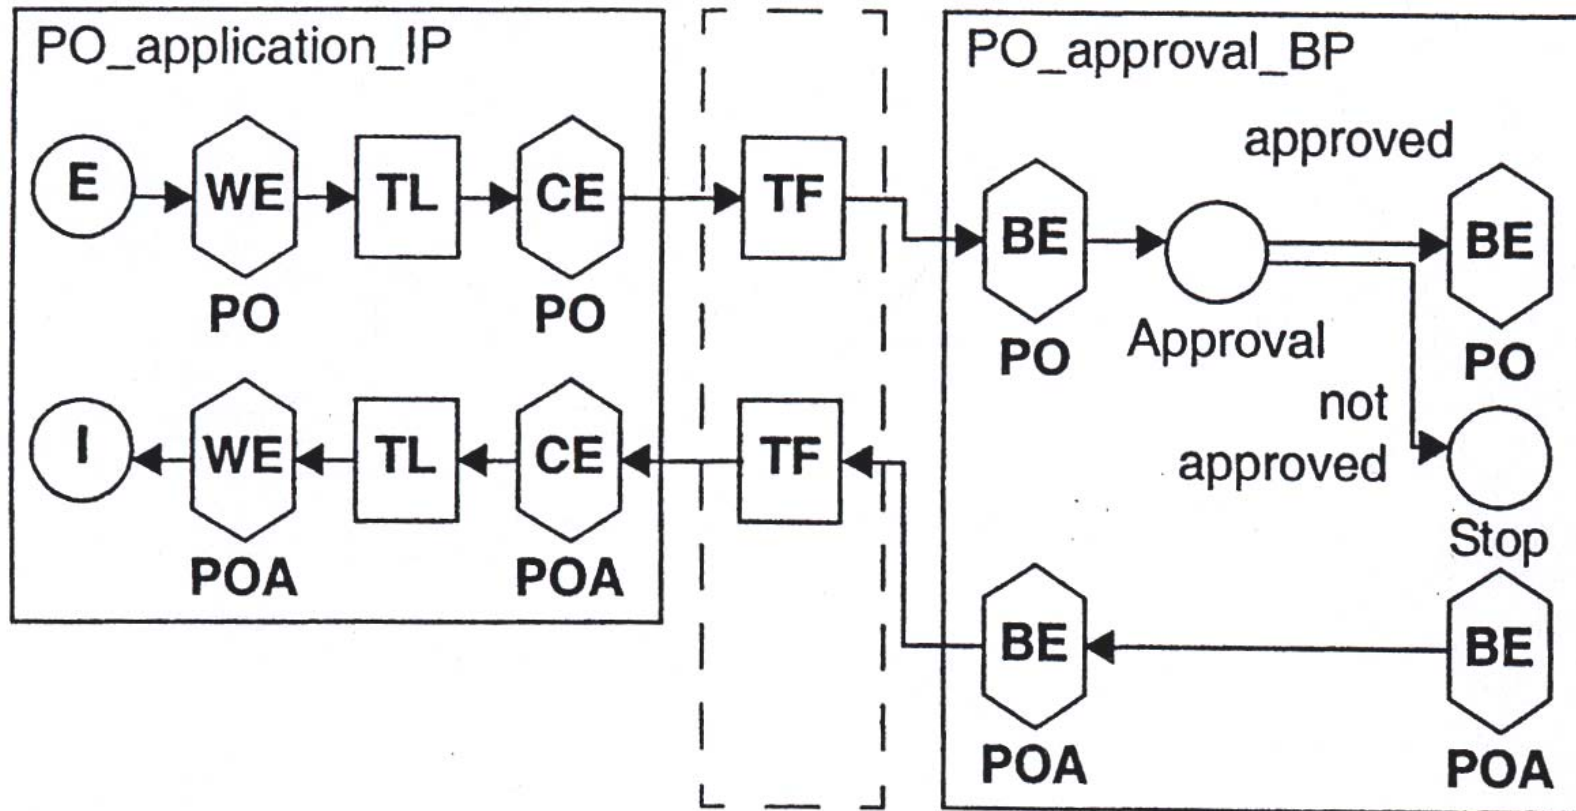 PO_application_IP
E
WE
TL
CE
PO
PO
I
WE
TL
CE
POA
POA
TF
TF
PO_approval_BP
approved
BE
BE
PO
Approval
PO
not
approved
Stop
BE
BE
POA
POA